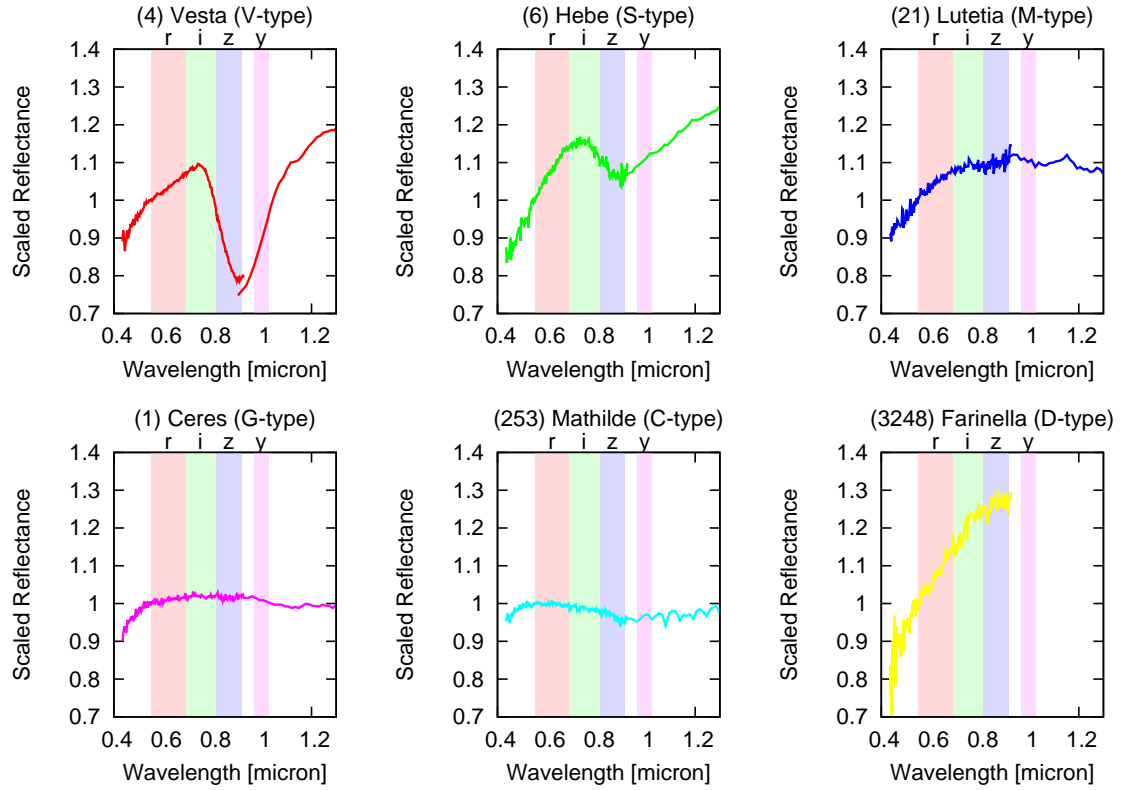 (4) Vesta (V-type)
r i z y
1.4
1.3
1.2
1.1
1
0.9
0.8
0.7
Scaled Reflectance
0.4 0.6 0.8 1 1.2
Wavelength [micron]
(6) Hebe (S-type)
r i z y
1.4
1.3
1.2
1.1
1
0.9
0.8
0.7
Scaled Reflectance
0.4 0.6 0.8 1 1.2
Wavelength [micron]
(21) Lutetia (M-type)
r i z y
1.4
1.3
1.2
1.1
1
0.9
0.8
0.7
Scaled Reflectance
0.4 0.6 0.8 1 1.2
Wavelength [micron]
(1) Ceres (G-type)
r i z y
1.4
1.3
1.2
1.1
1
0.9
0.8
0.7
Scaled Reflectance
0.4 0.6 0.8 1 1.2
Wavelength [micron]
(253) Mathilde (C-type)
r i z y
1.4
1.3
1.2
1.1
1
0.9
0.8
0.7
Scaled Reflectance
0.4 0.6 0.8 1 1.2
Wavelength [micron]
(3248) Farinella (D-type)
r i z y
1.4
1.3
1.2
1.1
1
0.9
0.8
0.7
Scaled Reflectance
0.4 0.6 0.8 1 1.2
Wavelength [micron]